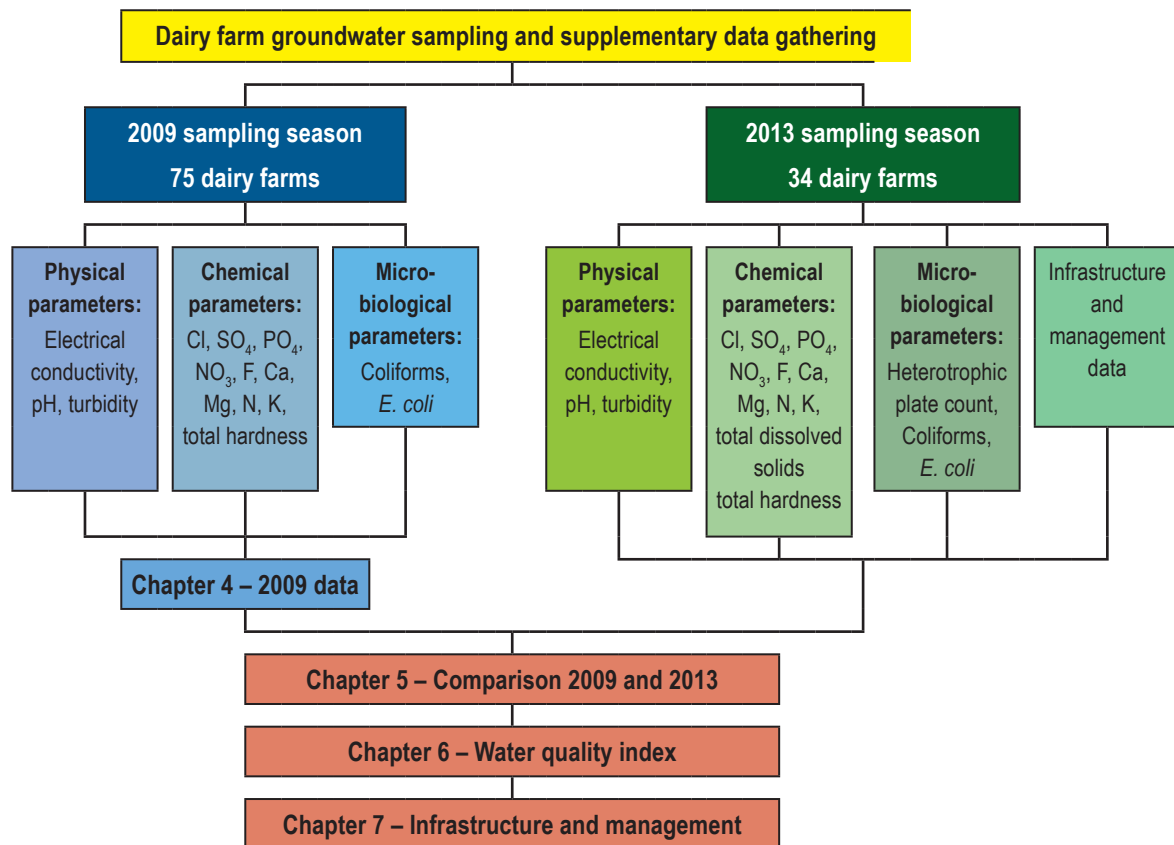 Dairy farm groundwater sampling and supplementary data gathering
2009 sampling season
75 dairy farms
2013 sampling season
34 dairy farms
Physical
parameters:
Electrical
conductivity,
pH, turbidity
Chemical
parameters:
Cl, SO₄, PO₄,
NO₃, F, Ca,
Mg, N, K,
total hardness
Micro-
biological
parameters:
Coliforms,
E. coli
Physical
parameters:
Electrical
conductivity,
pH, turbidity
Chemical
parameters:
Cl, SO₄, PO₄,
NO₃, F, Ca,
Mg, N, K,
total dissolved
solids
total hardness
Micro-
biological
parameters:
Heterotrophic
plate count,
Coliforms,
E. coli
Infrastructure
and
management
data
Chapter 4 – 2009 data
Chapter 5 – Comparison 2009 and 2013
Chapter 6 – Water quality index
Chapter 7 – Infrastructure and management